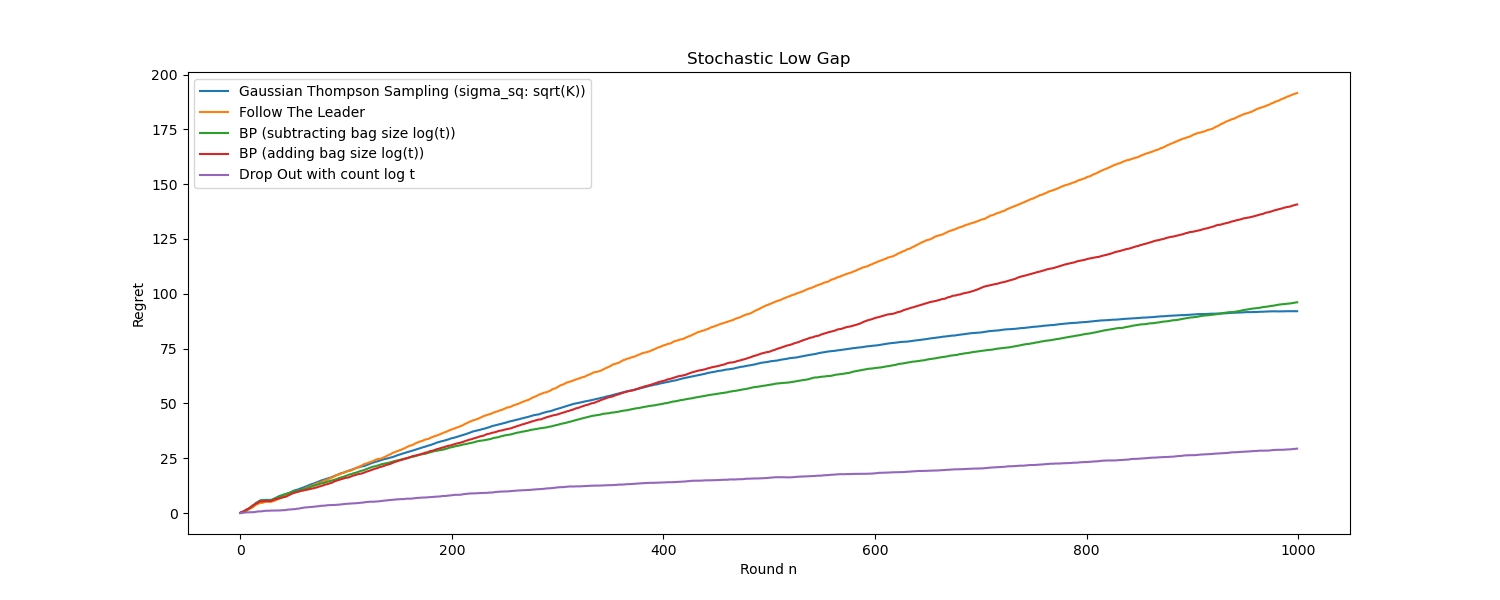 Stochastic Low Gap
200
175
150
125
100
75
50
25
0
Regret
Gaussian Thompson Sampling (sigma_sq: sqrt(K))
Follow The Leader
BP (subtracting bag size log(t))
BP (adding bag size log(t))
Drop Out with count log t
0 200 400 600 800 1000
Round n